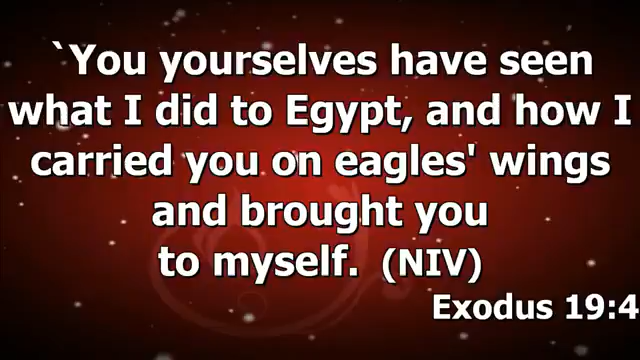 `You yourselves have seen
what I did to Egypt, and how I
carried you on eagles' wings
and brought you
to myself. (NIV)
Exodus 19:4